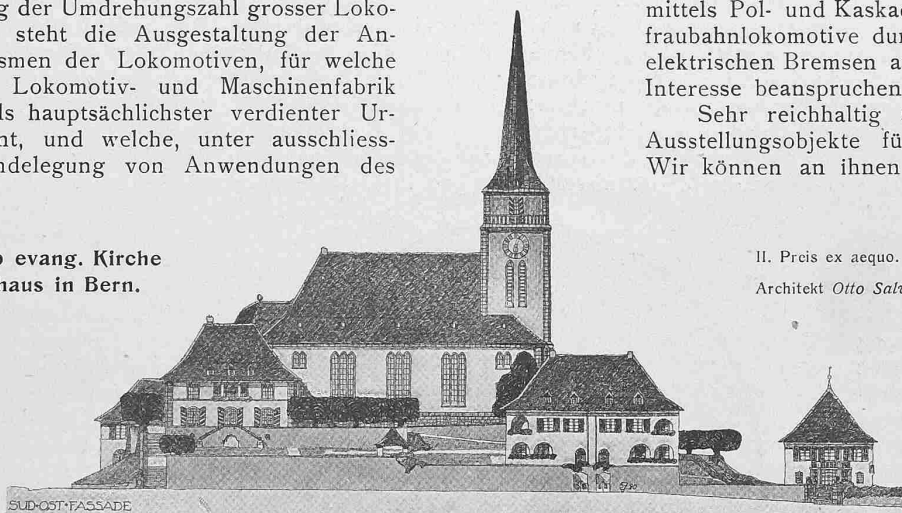 g der Umdrehungszahl grosser Loko-
steht die Ausgestaltung der An-
smen der Lokomotiven, für welche
Lokomotiv- und Maschinenfabrik
ls hauptsächlichster verdienter Ur-
nt, und welche, unter ausschliess-
ndelegung von Anwendungen des
mittels Pol- und Kaskad
fraubahnlokomotive dur
elektrischen Bremsen a
Interesse beanspruchen
Sehr reichhaltig
Ausstellungsobjekte fü
Wir können an ihnen
evang. Kirche
haus in Bern.
II. Preis ex aequo.
Architekt Otto Salv
SUD·OST·FASSADE